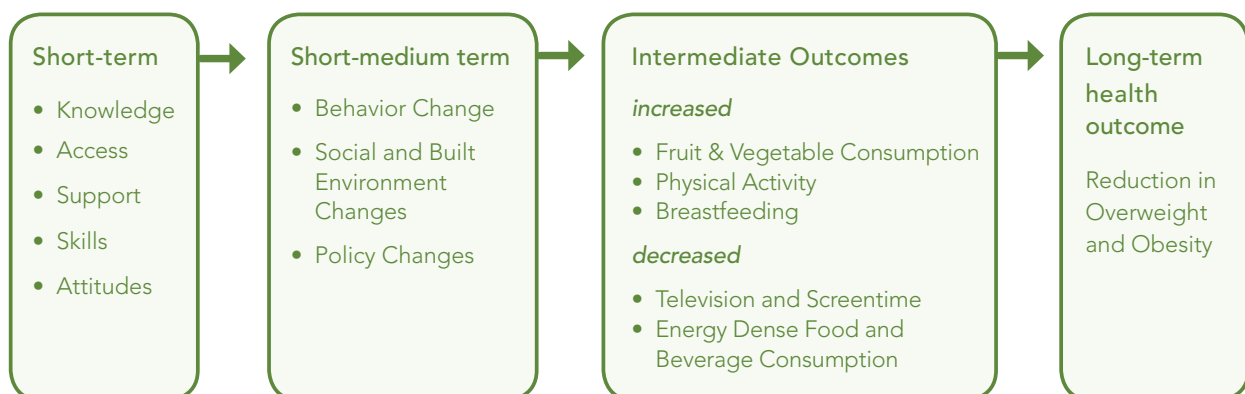 Short-term
• Knowledge
• Access
• Support
• Skills
• Attitudes
Short-medium term
• Behavior Change
• Social and Built
Environment
Changes
• Policy Changes
Intermediate Outcomes
increased
• Fruit & Vegetable Consumption
• Physical Activity
• Breastfeeding
decreased
• Television and Screentime
• Energy Dense Food and
Beverage Consumption
Long-term
health
outcome
Reduction in
Overweight
and Obesity